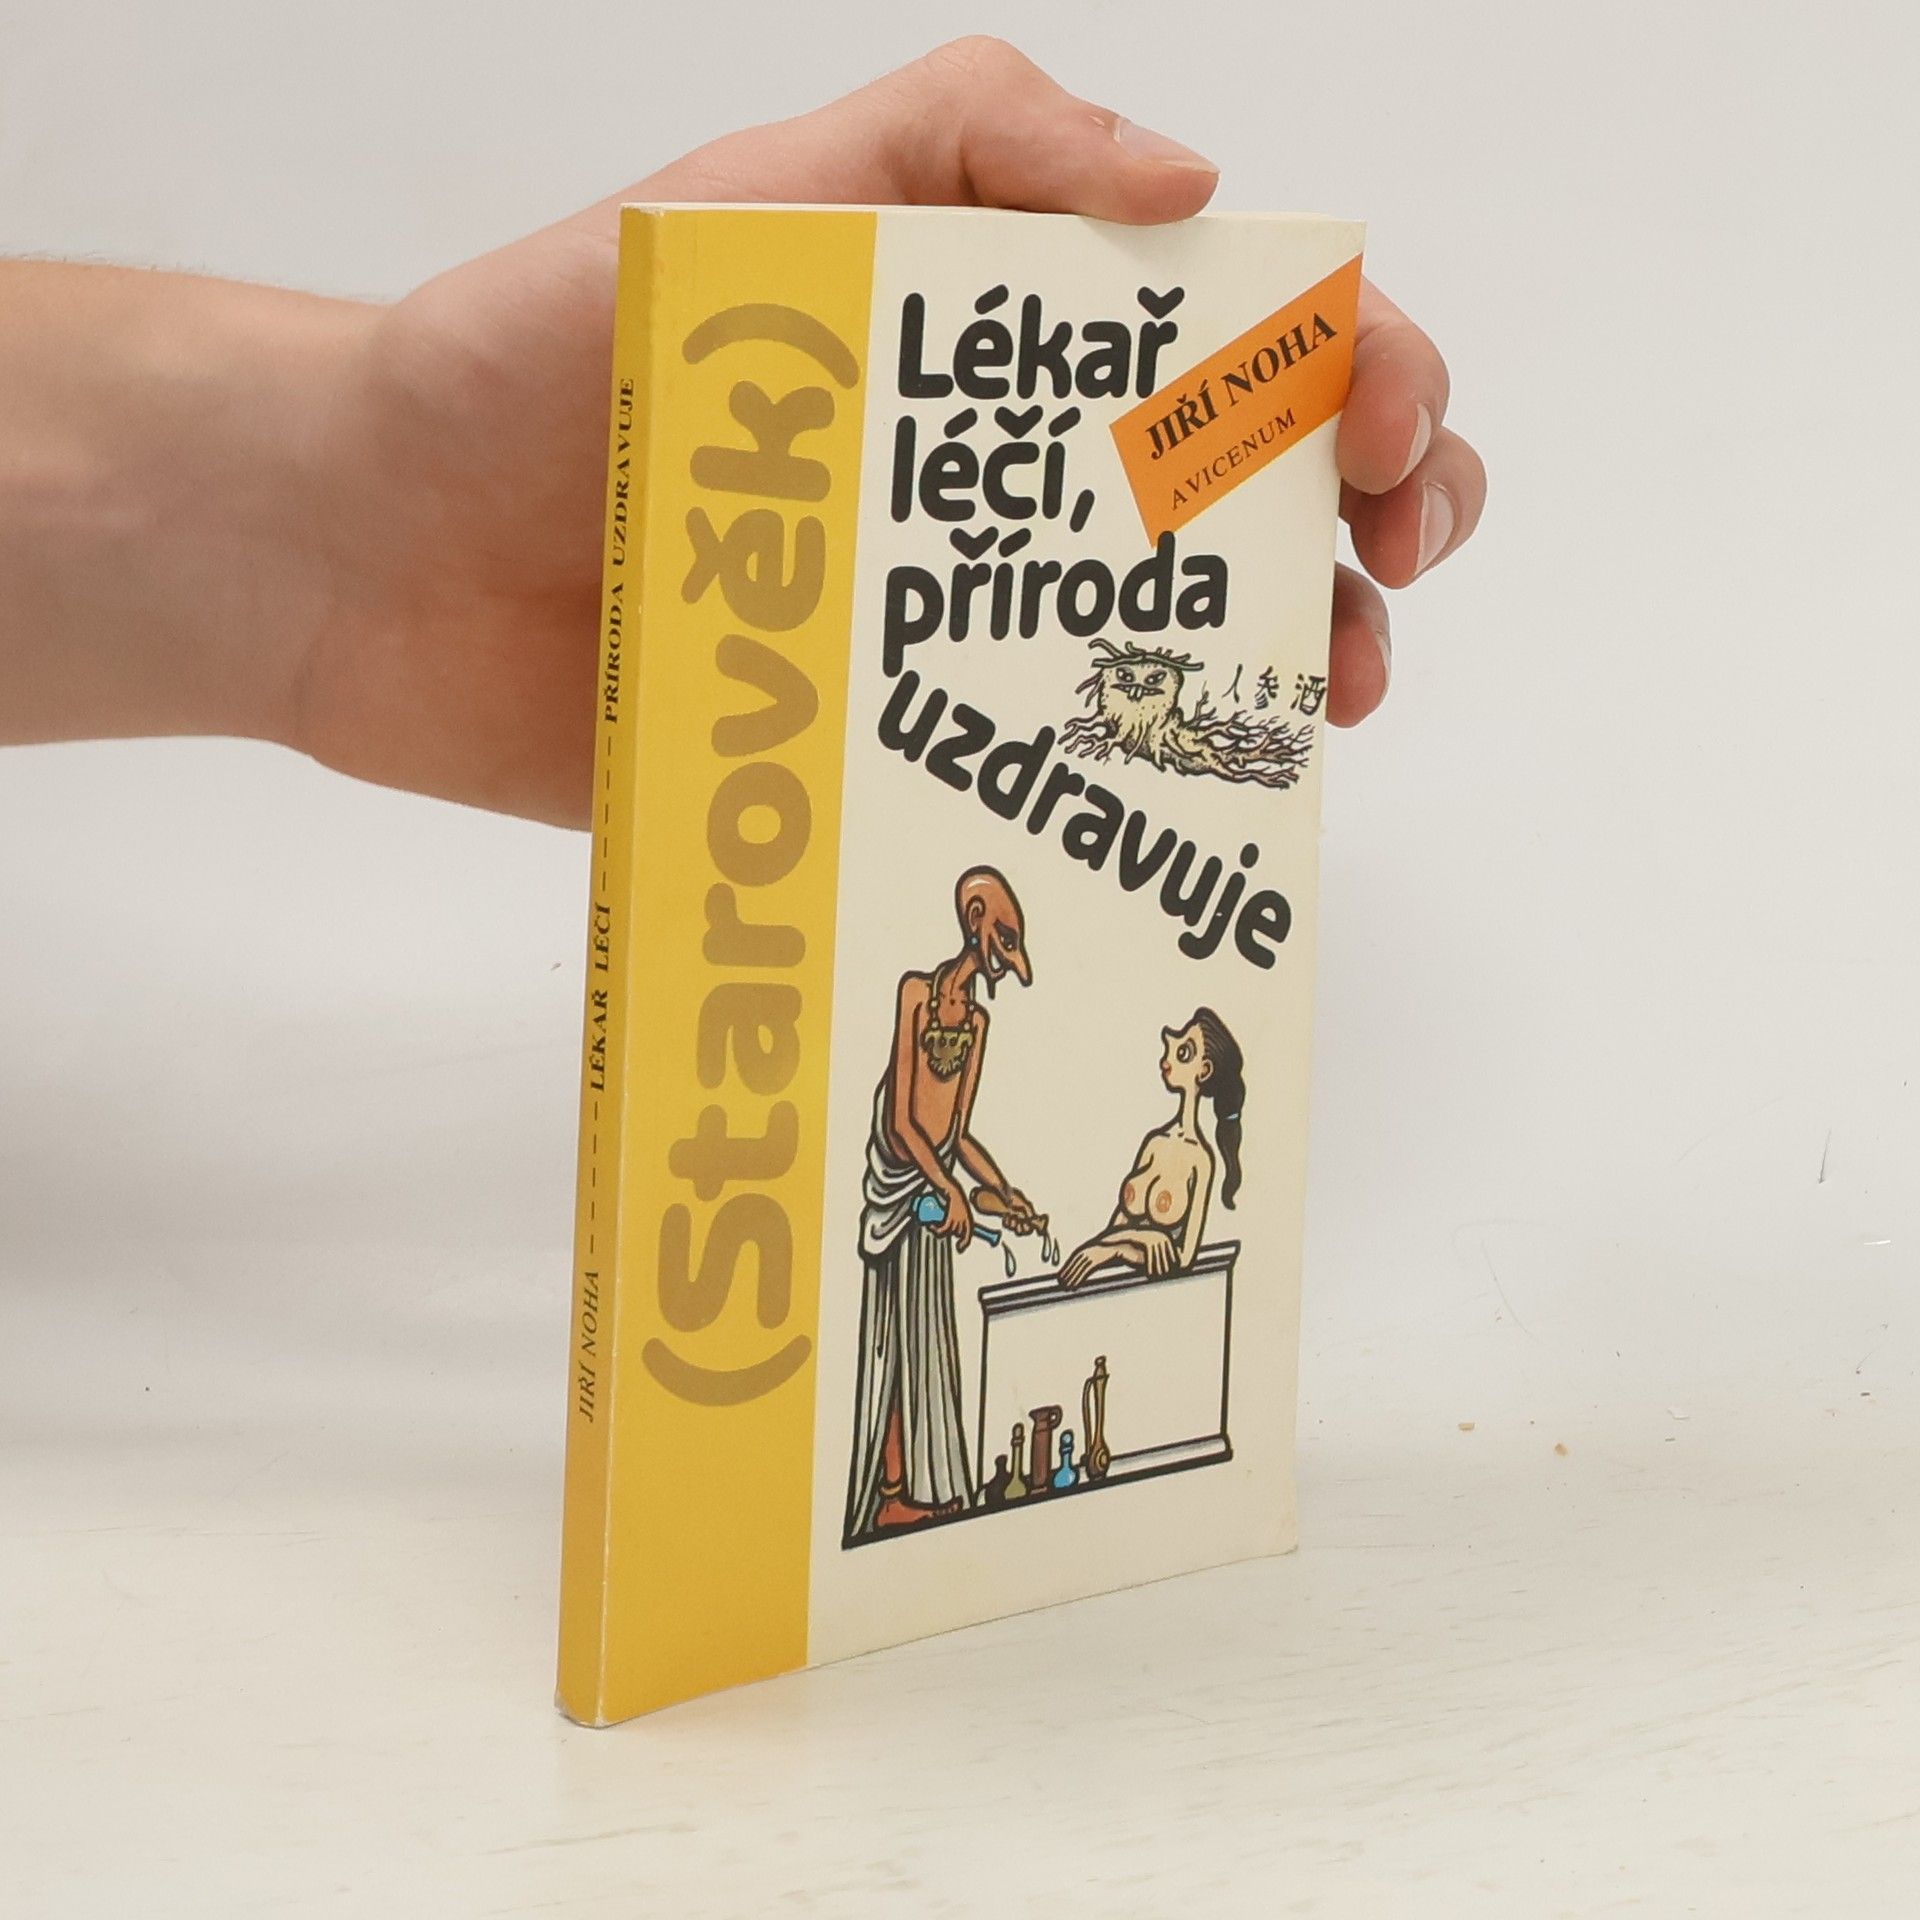 JIŘÍ NOHA – – – – – LÉKAŘ LÉČÍ – – – – – PŘÍRODA UZDRAVUJE
(Starověk)
Lékař
léčí,
příroda
uzdravuje
JIŘÍ NOHA
AVICENUM
人参酒